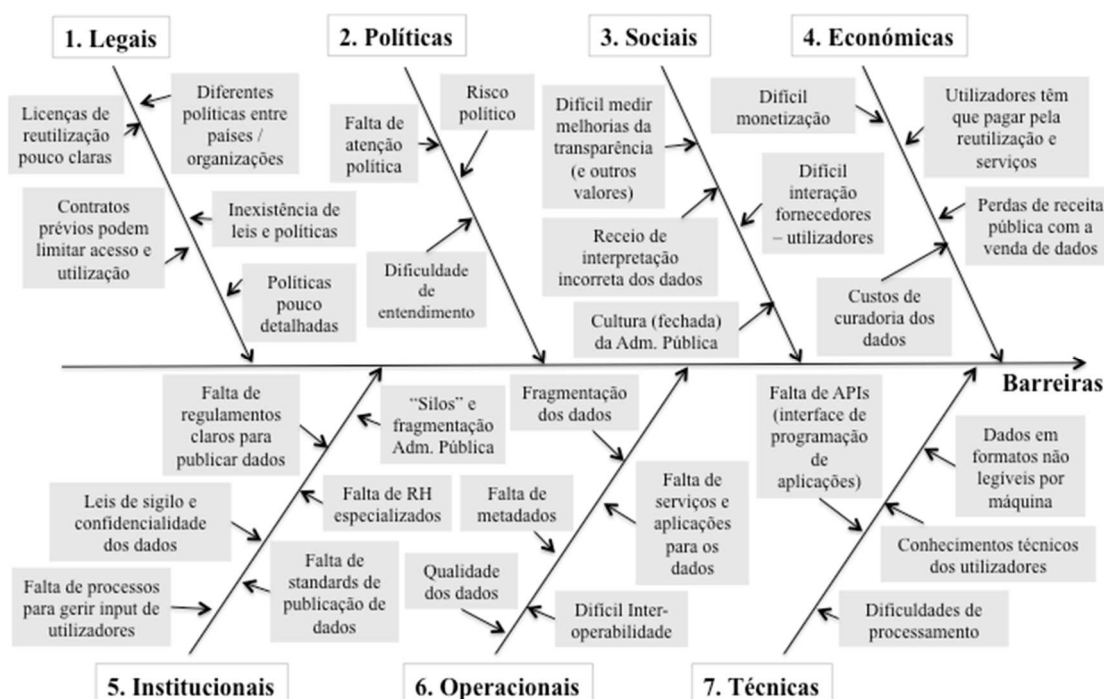 1. Legais
2. Políticas
3. Sociais
4. Económicas
Licenças de
reutilização
pouco claras
Diferentes
políticas entre
países /
organizações
Contratos
prévios podem
limitar acesso e
utilização
Inexistência de
leis e políticas
Políticas
pouco
detalhadas
Falta de
atenção
política
Risco
político
Dificuldade
de
entendimento
Difícil medir
melhorias da
transparência
(e outros
valores)
Receio de
interpretação
incorreta dos dados
Difícil
interação
fornecedores
– utilizadores
Cultura (fechada)
da Adm. Pública
Difícil
monetização
Utilizadores têm
que pagar pela
reutilização e
serviços
Perdas de receita
pública com a
venda de dados
Custos de
curadoria dos
dados
Barreiras
Falta de
regulamentos
claros para
publicar dados
“Silos” e
fragmentação
Adm. Pública
Leis de sigilo e
confidencialidade
dos dados
Falta de RH
especializados
Falta de processos
para gerir input de
utilizadores
Falta de
standards de
publicação de
dados
Fragmentação
dos dados
Falta de
metadados
Falta de
serviços e
aplicações
para os
dados
Qualidade
dos dados
Difícil Inter-
operabilidade
Falta de APIs
(interface de
programação
de
aplicações)
Dados em
formatos não
legíveis por
máquina
Conhecimentos técnicos
dos utilizadores
Dificuldades de
processamento
5. Institucionais
6. Operacionais
7. Técnicas